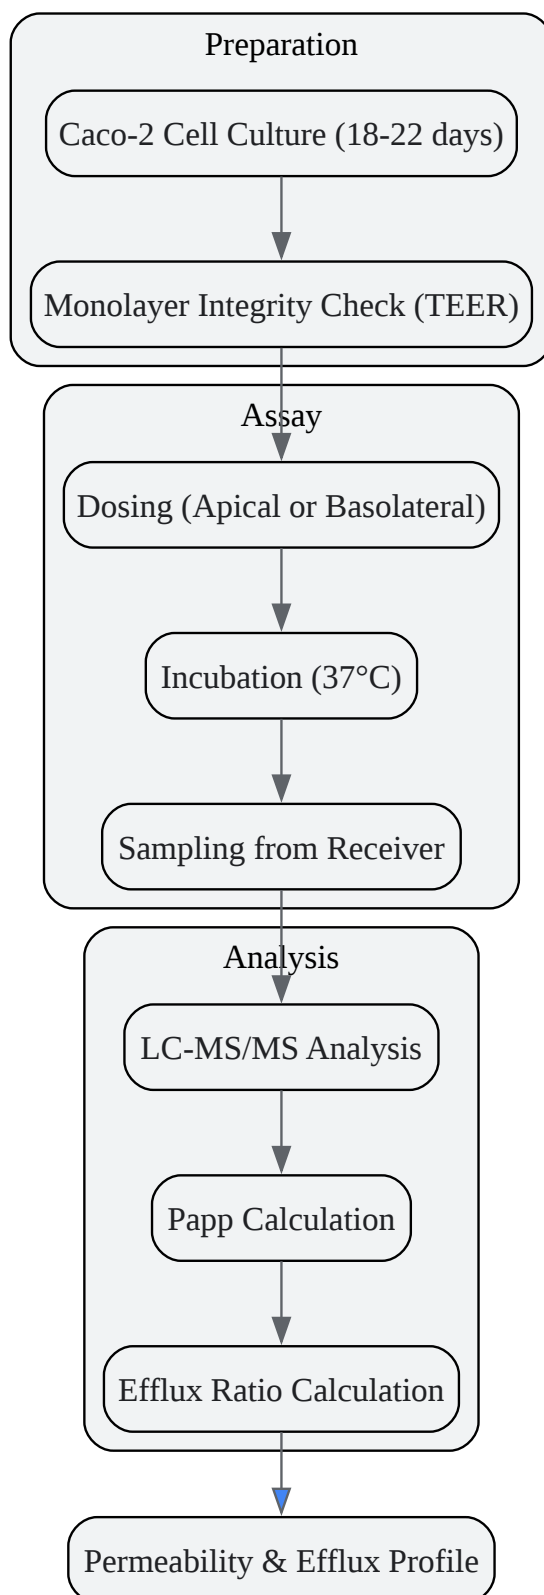 Preparation
Caco-2 Cell Culture (18-22 days)
Monolayer Integrity Check (TEER)
Assay
Dosing (Apical or Basolateral)
Incubation (37°C)
Sampling from Receiver
Analysis
LC-MS/MS Analysis
Papp Calculation
Efflux Ratio Calculation
Permeability & Efflux Profile